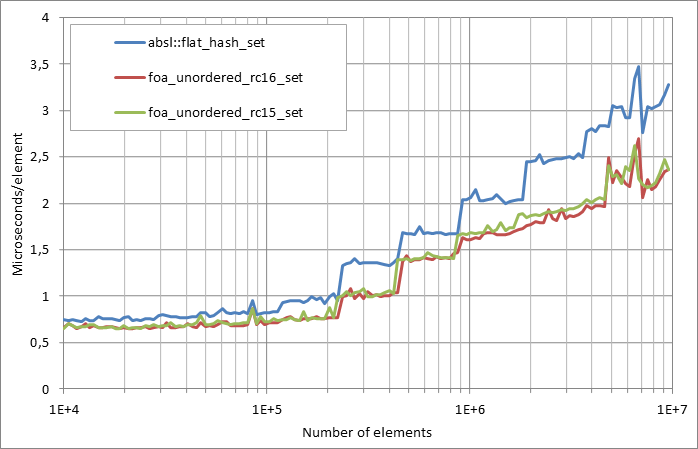 4
3,5
3
2,5
2
1,5
1
0,5
0
Microseconds/element
absl::flat_hash_set
foa_unordered_rc16_set
foa_unordered_rc15_set
1E+4
1E+5
1E+6
1E+7
Number of elements